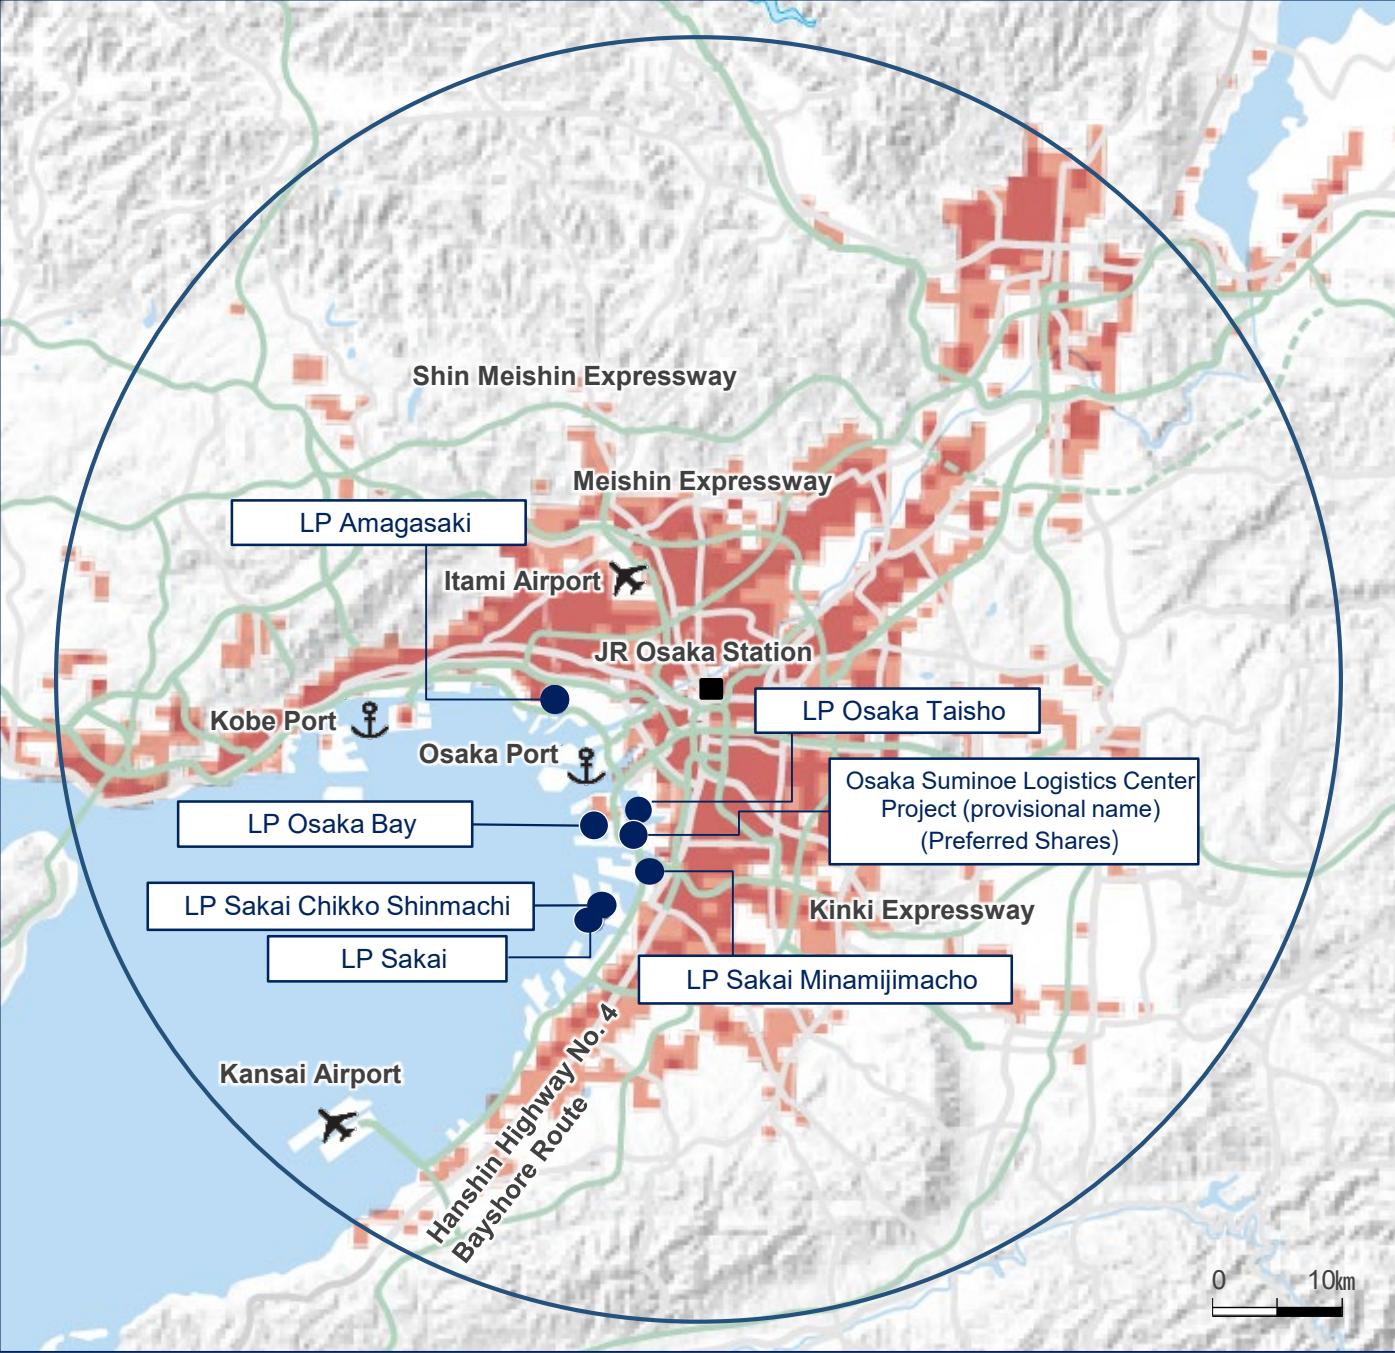 Shin Meishin Expressway
Meishin Expressway
LP Amagasaki
Itami Airport
JR Osaka Station
LP Osaka Taisho
Kobe Port
Osaka Port
Osaka Suminoe Logistics Center
Project (provisional name)
(Preferred Shares)
LP Osaka Bay
LP Sakai Chikko Shinmachi
Kinki Expressway
LP Sakai
LP Sakai Minamijimacho
Hanshin Highway No. 4
Bayshore Route
Kansai Airport
0 10km